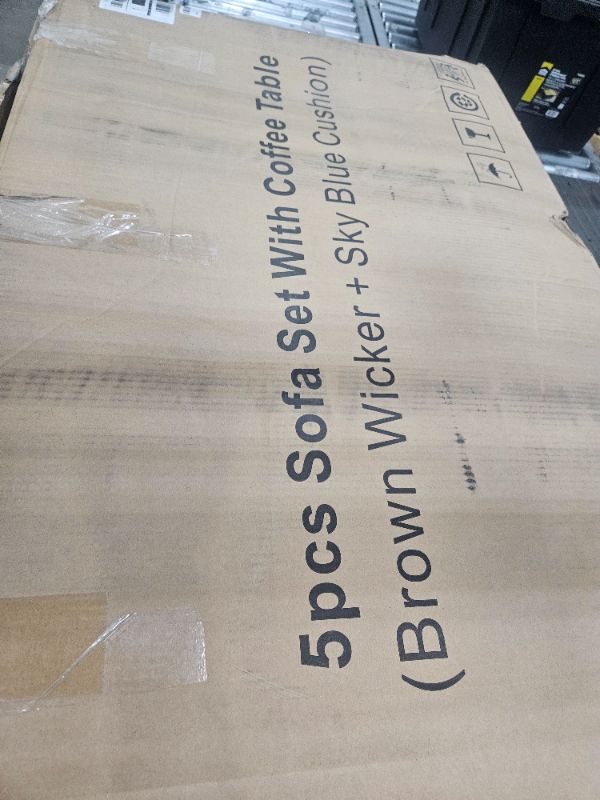 5pcs Sofa Set With Coffee Table
(Brown Wicker + Sky Blue Cushion)